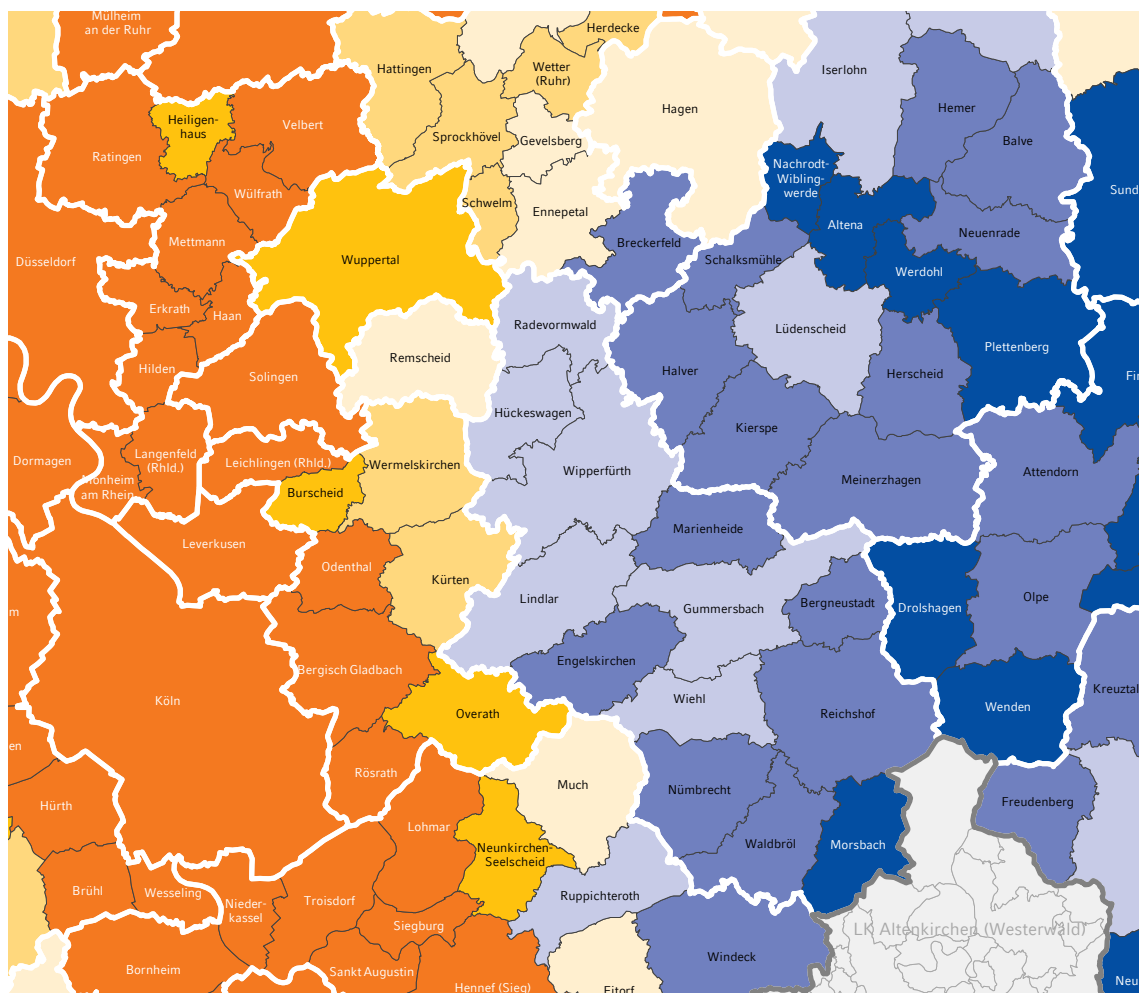 Mülheim
an der Ruhr
Herdecke
Hattingen
Wetter
(Ruhr)
Iserlohn
Hagen
Hemer
Heiligen-
haus
Velbert
Sprockhövel
Gevelsberg
Balve
Ratingen
Nachrodt-
Wibling-
werde
Wülfrath
Schwelm
Ennepetal
Altena
Mettmann
Breckerfeld
Neuenrade
Düsseldorf
Wuppertal
Schalksmühle
Werdohl
Erkrath
Haan
Radevormwald
Lüdenscheid
Plettenberg
Remscheid
Hilden
Solingen
Halver
Herscheid
Hückeswagen
Kierspe
Dormagen
Langenfeld
(Rhld.)
Leichlingen (Rhld.)
Wermelskirchen
Wipperfürth
Attendorn
Monheim
am Rhein
Burscheid
Meinerzhagen
Marienheide
Leverkusen
Odenthal
Kürten
Lindlar
Gummersbach
Bergneustadt
Drolshagen
Olpe
Bergisch Gladbach
Engelskirchen
Köln
Overath
Wiehl
Reichshof
Wenden
Rösrath
Much
Nümbrecht
Freudenberg
Hürth
Lohmar
Neunkirchen-
Seelscheid
Waldbröl
Morsbach
Brühl
Wesseling
Nieder-
kassel
Troisdorf
Ruppichteroth
Siegburg
LK Altenkirchen (Westerwald)
Bornheim
Sankt Augustin
Windeck
Hennef (Sieg)
Eitorf